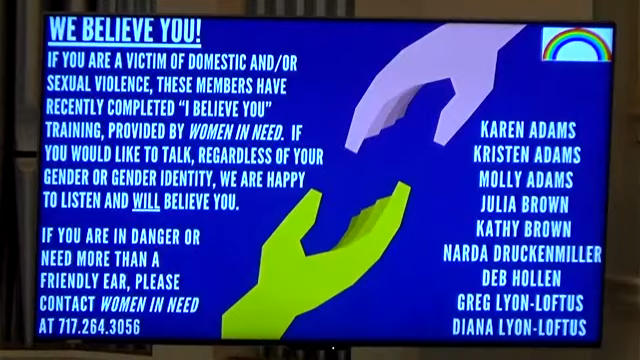 WE BELIEVE YOU!
IF YOU ARE A VICTIM OF DOMESTIC AND/OR
SEXUAL VIOLENCE, THESE MEMBERS HAVE
RECENTLY COMPLETED "I BELIEVE YOU"
TRAINING, PROVIDED BY WOMEN IN NEED. IF
YOU WOULD LIKE TO TALK, REGARDLESS OF YOUR
GENDER OR GENDER IDENTITY, WE ARE HAPPY
TO LISTEN AND WILL BELIEVE YOU.
IF YOU ARE IN DANGER OR
NEED MORE THAN A
FRIENDLY EAR, PLEASE
CONTACT WOMEN IN NEED
AT 717.264.3056
KAREN ADAMS
KRISTEN ADAMS
MOLLY ADAMS
JULIA BROWN
KATHY BROWN
NARDA DRUCKENMILLER
DEB HOLLEN
GREG LYON-LOFTUS
DIANA LYON-LOFTUS